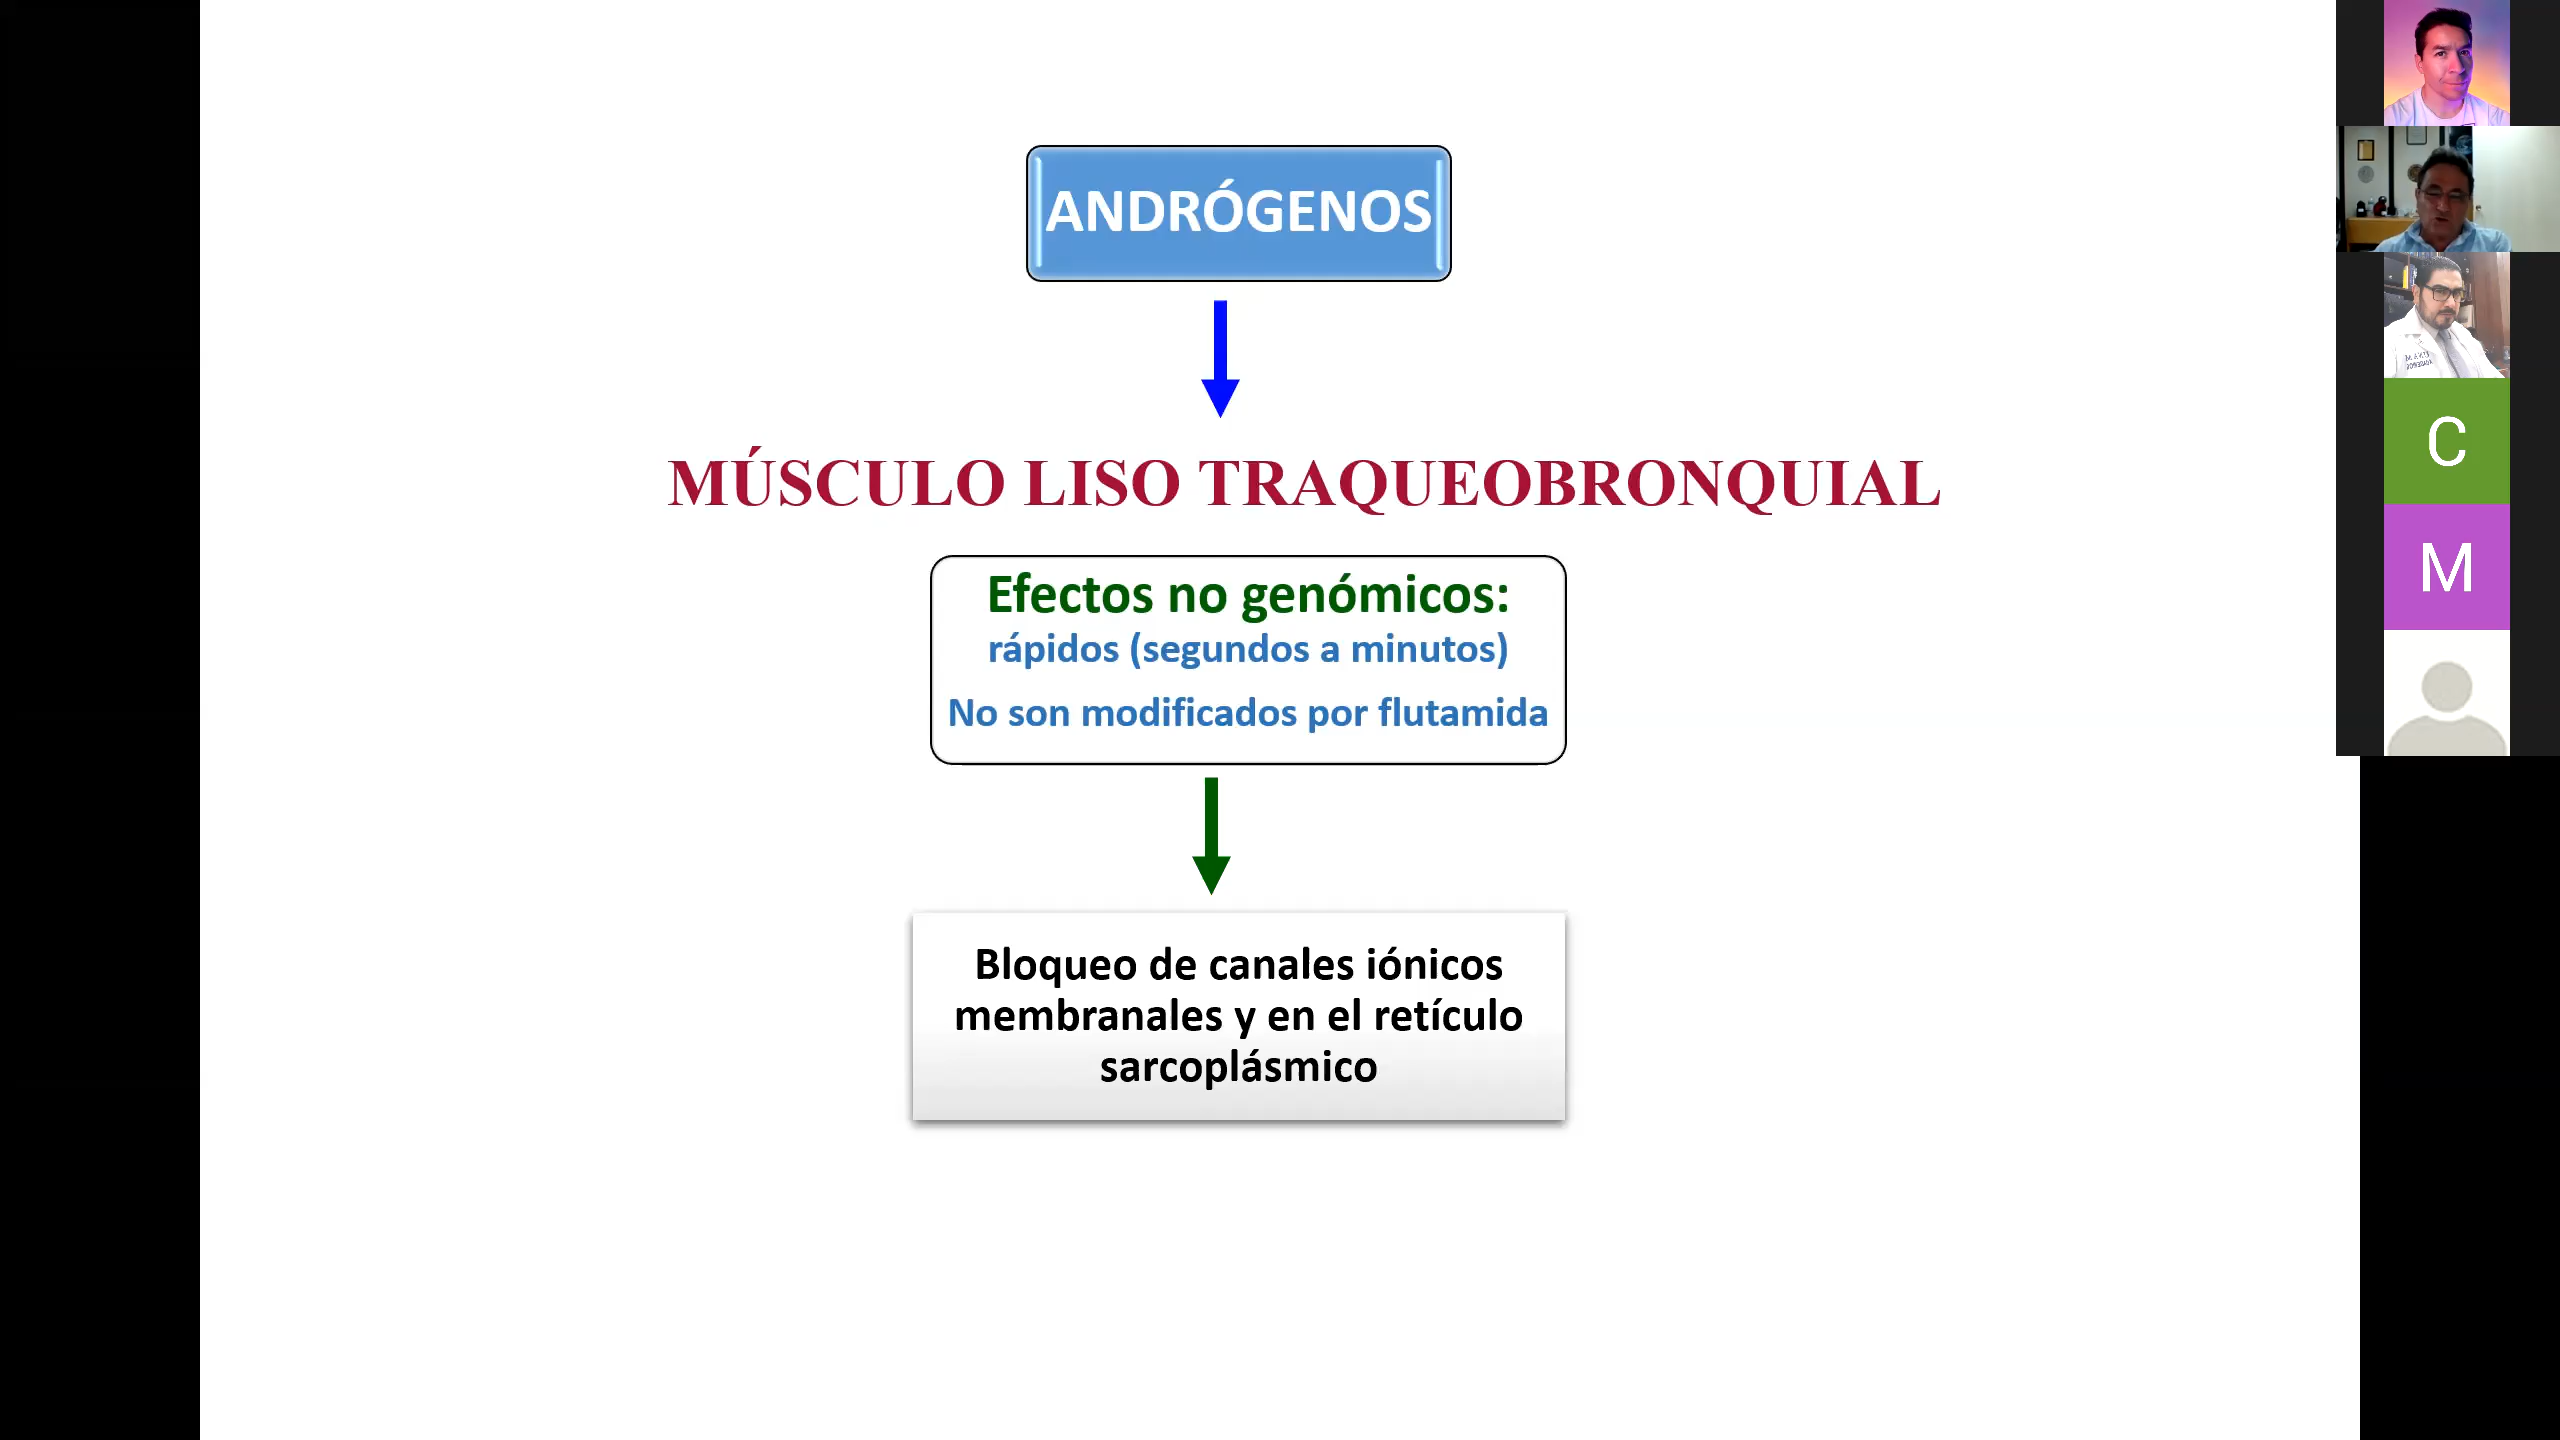 ANDRÓGENOS
MÚSCULO LISO TRAQUEOBRONQUIAL
Efectos no genómicos:
rápidos (segundos a minutos)
No son modificados por flutamida
Bloqueo de canales iónicos
membranales y en el retículo
sarcoplásmico
C
M